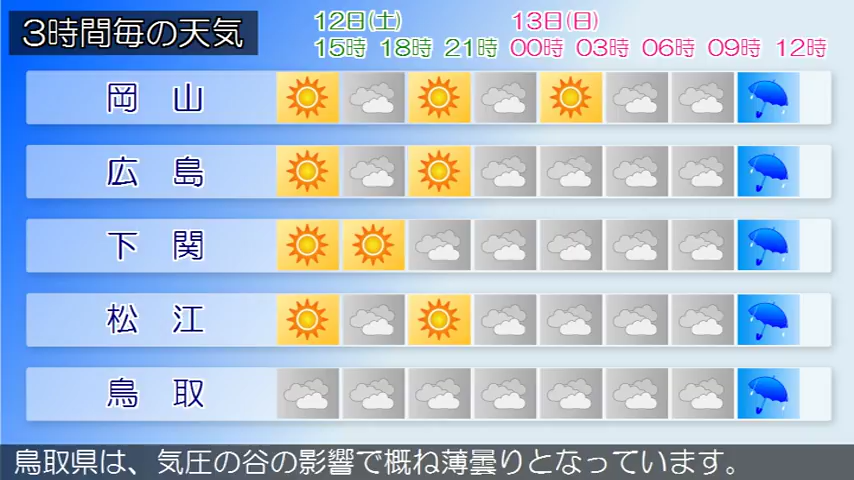 3時間毎の天気
12日(土) 13日(日)
15時 18時 21時 00時 03時 06時 09時 12時
岡 山
広 島
下 関
松 江
鳥 取
鳥取県は、気圧の谷の影響で概ね薄曇りとなっています。